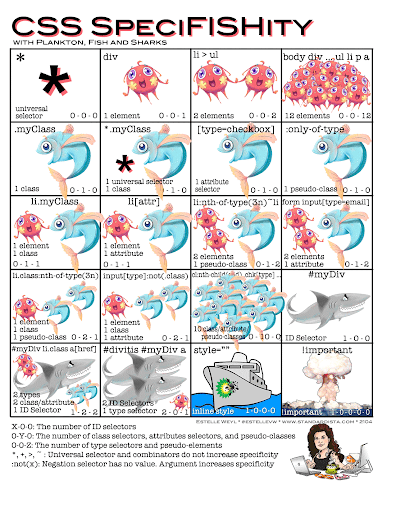 CSS SpeciFISHity
with Plankton, Fish and Sharks
*
universal
selector 0-0-0
div
1 element 0-0-1
li > ul
2 elements 0-0-2
body div ...ul li p a
12 elements 0-0-12
.myClass
1 class 0-1-0
*.myClass
1 universal selector
1 class 0-1-0
[type=checkbox]
1 attribute
selector 0-1-0
:only-of-type
1 pseudo-class 0-1-0
li.myClass
1 element
1 class
0-1-1
li[attr]
1 element
1 attribute
0-1-1
li:nth-of-type(3n)~li
2 elements
1 pseudo-class 0-1-2
form input[type=email]
2 elements
1 attribute 0-1-2
li.class:nth-of-type(3n)
1 element
1 class
1 pseudo-class 0-2-1
input[type]:not(.class)
1 element
1 attribute
1 class 0-2-1
10 class/attribute/
pseudo classes 0-10-0
#myDiv
1 ID Selector 1-0-0
#myDiv li.class a[href]
2 types
2 class/attribute
1 ID Selector 1-2-2
#divitis #myDiv a
2 ID Selectors
1 type selector 2-0-1
style=""
inline style 1-0-0-0
!important
!important 1-0-0-0-0
Estelle Weyl * @estellevw * www.standardista.com * 2104
X-0-0: The number of ID selectors
0-Y-0: The number of class selectors, attributes selectors, and pseudo-classes
0-0-Z: The number of type selectors and pseudo-elements
*, +, >, ~ : Universal selector and combinators do not increase specificity
:not(x): Negation selector has no value. Argument increases specificity